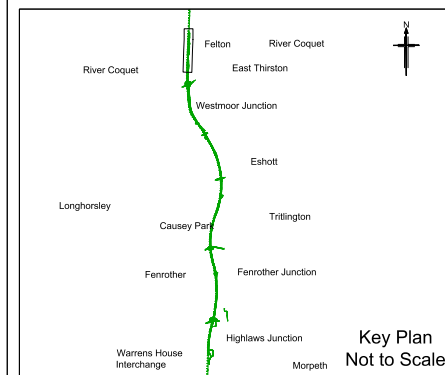 N
Felton
River Coquet
River Coquet
East Thirston
Westmoor Junction
Eshott
Longhorsley
Tritlington
Causey Park
Fenrother
Fenrother Junction
Highlaws Junction
Key Plan
Not to Scale
Warrens House
Interchange
Morpeth